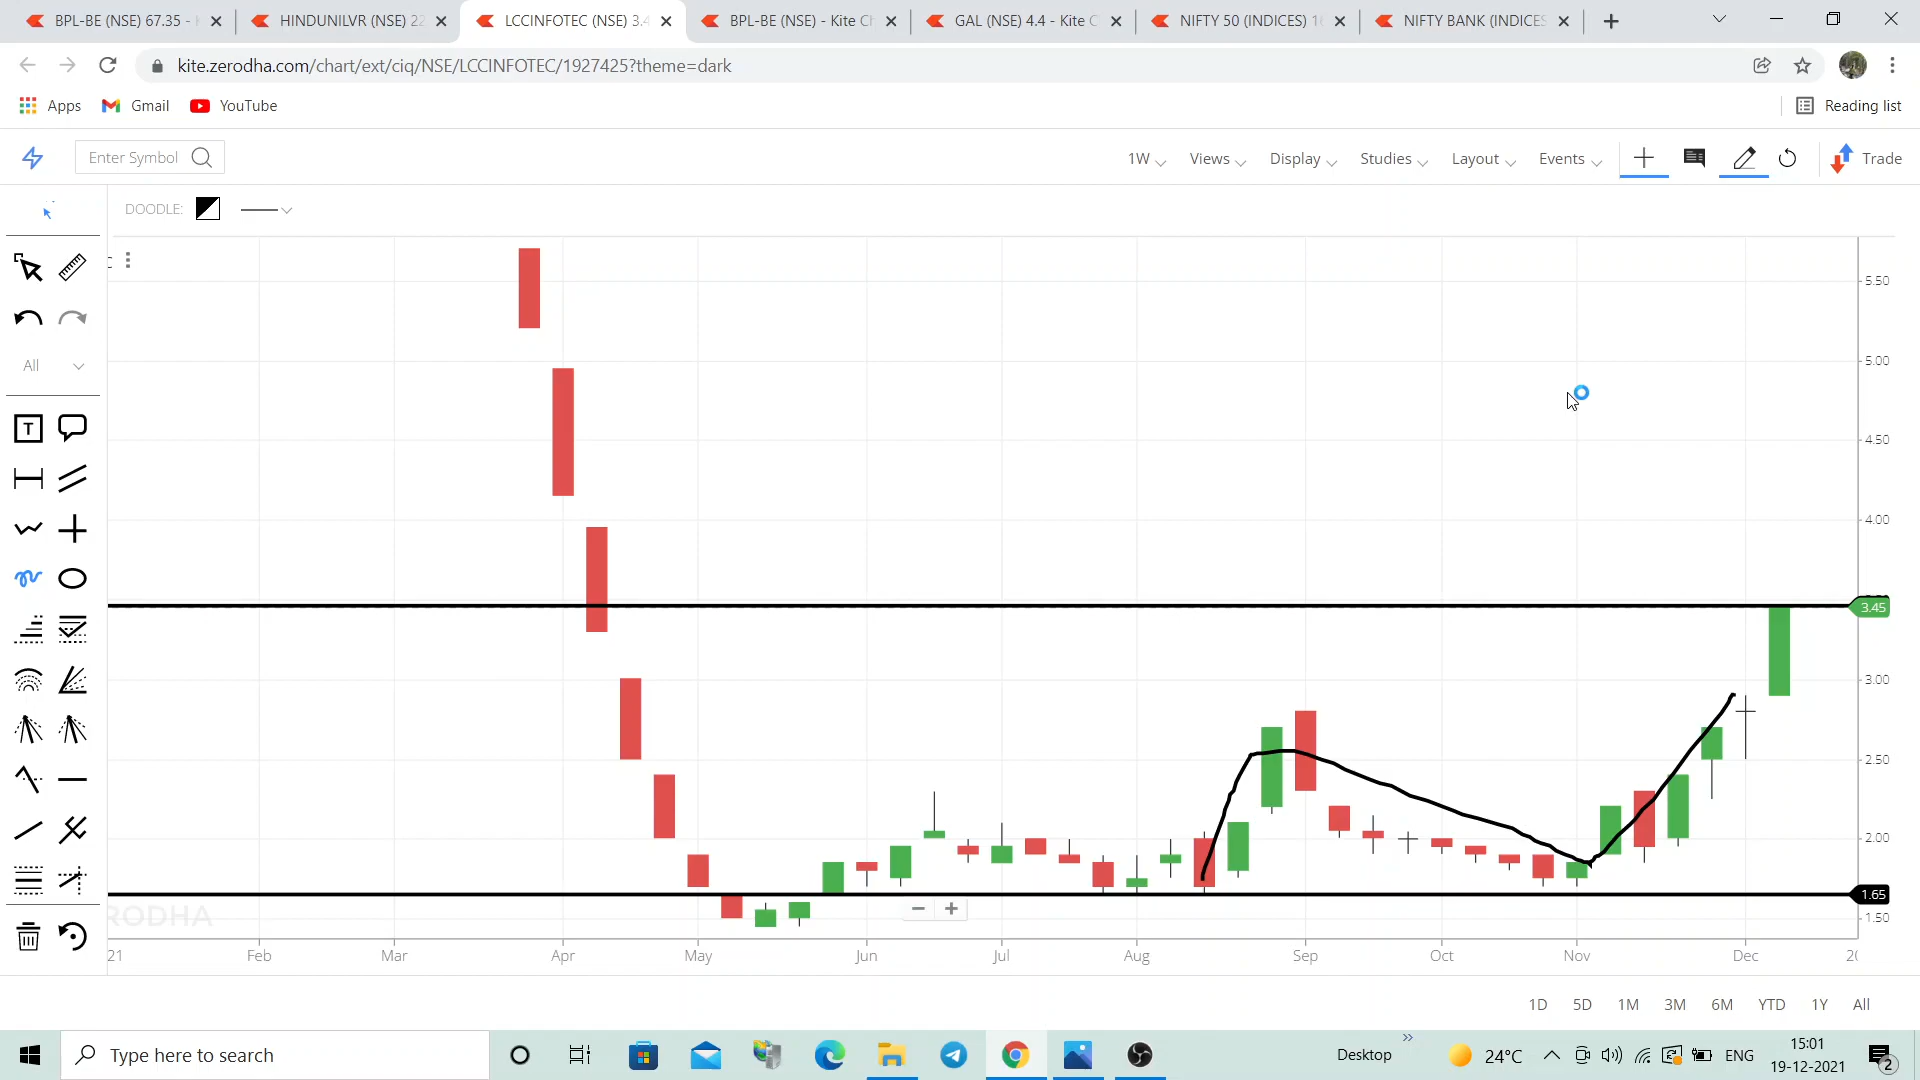 BPL-BE (NSE) 67.35 -
HINDUNILVR (NSE) 22
LCCINFOTEC (NSE) 3.4
BPL-BE (NSE) - Kite C
GAL (NSE) 4.4 - Kite C
NIFTY 50 (INDICES) 1
NIFTY BANK (INDICES
kite.zerodha.com/chart/ext/ciq/NSE/LCCINFOTEC/1927425?theme=dark
Apps Gmail YouTube Reading list
Enter Symbol 1W Views Display Studies Layout Events Trade
DOODLE:
All
T
5.50
5.00
4.50
4.00
3.45
3.00
2.50
2.00
1.65
1.50
RODHA
21 Feb Mar Apr May Jun Jul Aug Sep Oct Nov Dec 20
1D 5D 1M 3M 6M YTD 1Y All
Type here to search
Desktop
24°C
ENG
15:01
19-12-2021
2